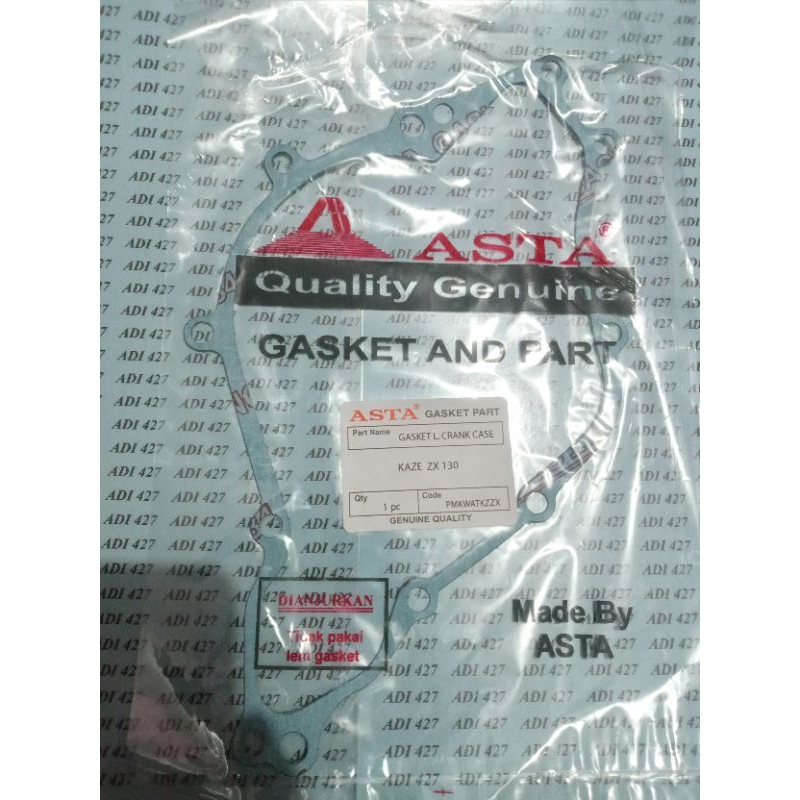 ASTA®
Quality Genuine
GASKET AND PART
ASTA® GASKET PART
Part Name
GASKET L. CRANK CASE
KAZE ZX 130
Qty
1 pc
Code
PMKWATKZZX
GENUINE QUALITY
DIANJURKAN
Tidak pakai
lem gasket
Made By
ASTA
ADI 427